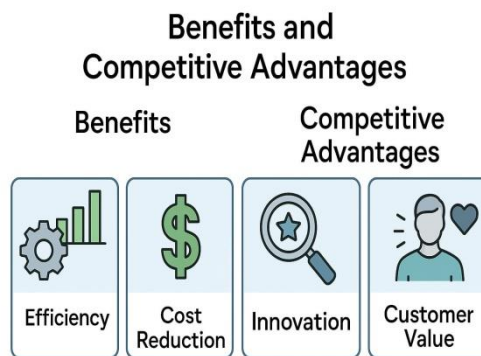 Benefits and
Competitive Advantages
Benefits
Competitive
Advantages
Efficiency
Cost
Reduction
Innovation
Customer
Value